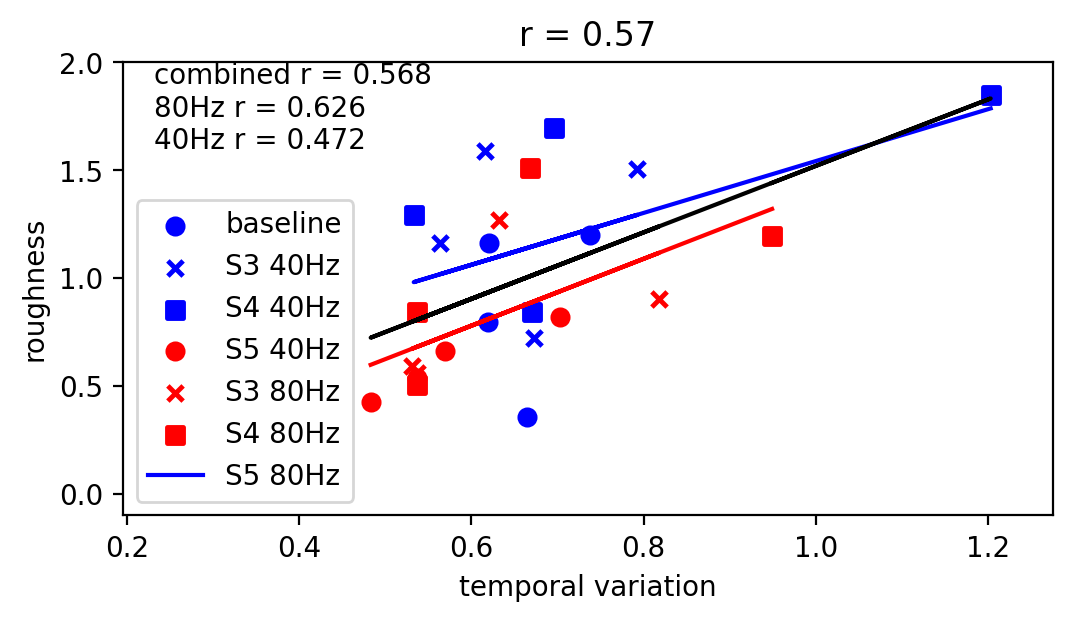 r = 0.57
combined r = 0.568
80Hz r = 0.626
40Hz r = 0.472
baseline
S3 40Hz
S4 40Hz
S5 40Hz
S3 80Hz
S4 80Hz
S5 80Hz
roughness
2.0
1.5
1.0
0.5
0.0
0.2 0.4 0.6 0.8 1.0 1.2
temporal variation